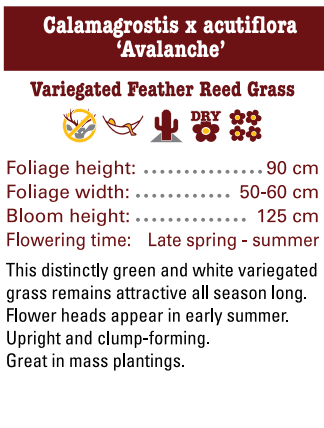 Calamagrostis x acutiflora
‘Avalanche’
Variegated Feather Reed Grass
DRY
Foliage height: ................ 90 cm
Foliage width: ............ 50-60 cm
Bloom height: .............. 125 cm
Flowering time: Late spring - summer
This distinctly green and white variegated
grass remains attractive all season long.
Flower heads appear in early summer.
Upright and clump-forming.
Great in mass plantings.